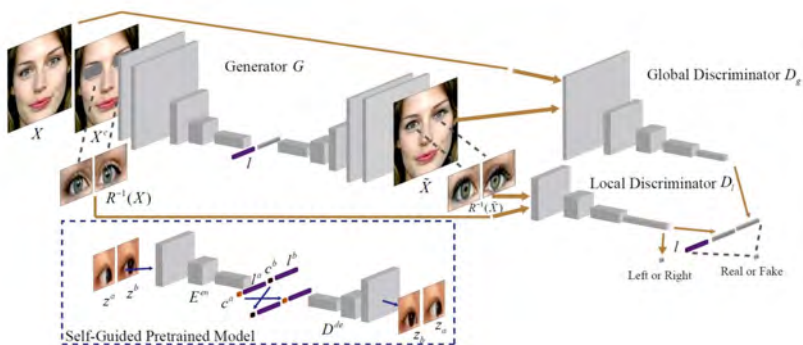 Generator G
Global Discriminator D_g
X
X^c
l
X̃
R⁻¹(X)
R⁻¹(X̃)
Local Discriminator D_l
l
Left or Right
Real or Fake
z^a
z^b
E^en
l^a
c^b
l^b
c^a
D^de
z_b
z_a
Self-Guided Pretrained Model